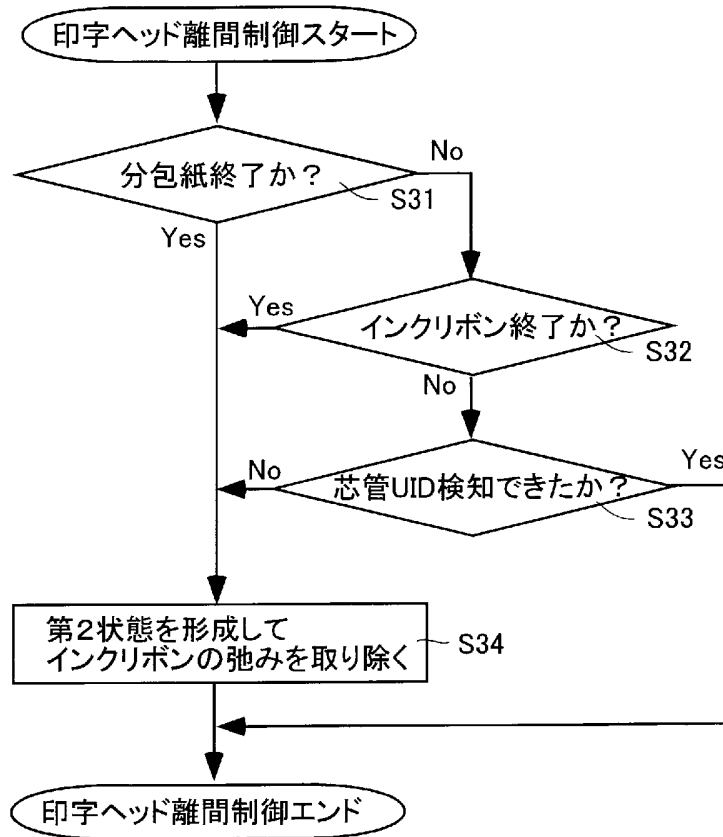 印字ヘッド離間制御スタート
分包紙終了か？
No
S31
Yes
Yes
インクリボン終了か？
S32
No
No
芯管UID検知できたか？
Yes
S33
第２状態を形成して
インクリボンの弛みを取り除く
S34
印字ヘッド離間制御エンド